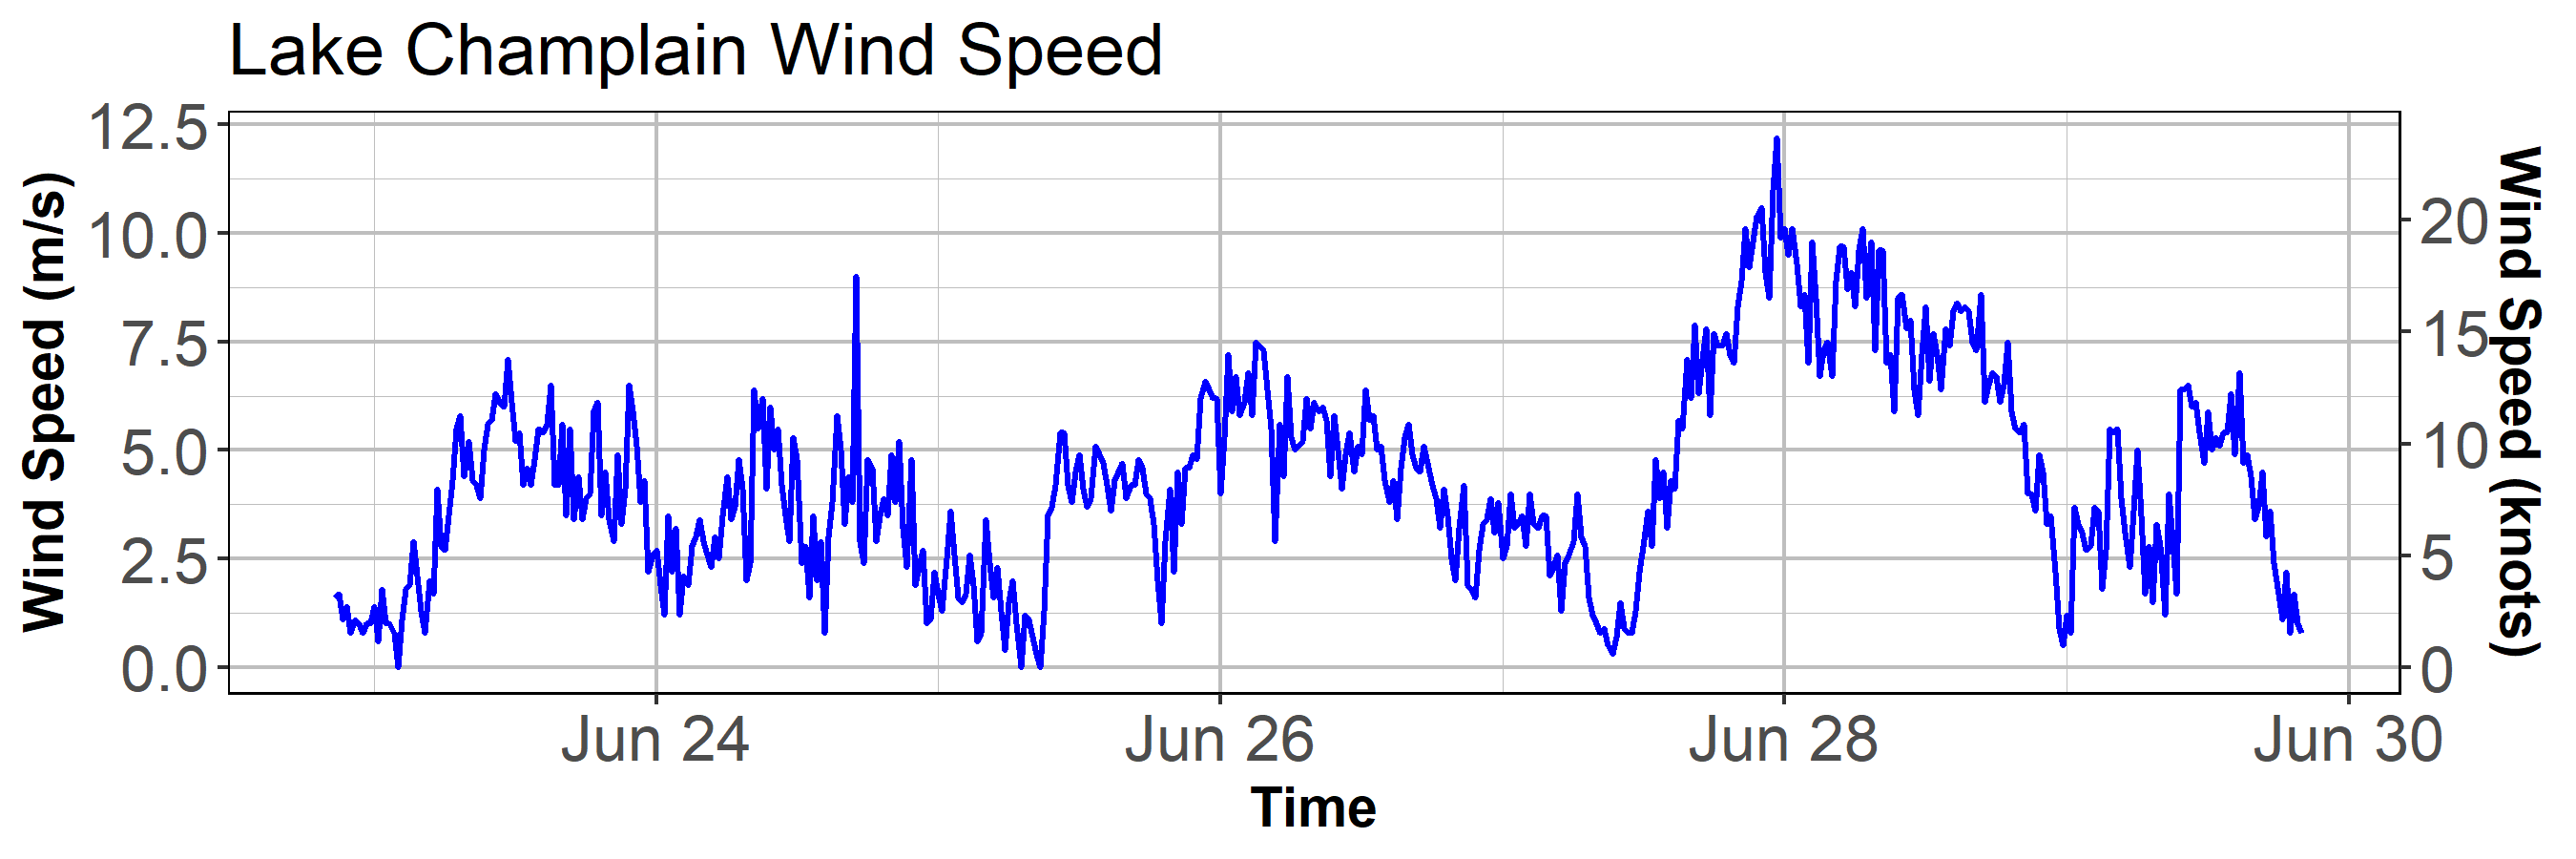 Lake Champlain Wind Speed
12.5
10.0
7.5
5.0
2.5
0.0
Wind Speed (m/s)
20
15
10
5
0
Wind Speed (knots)
Jun 24
Jun 26
Jun 28
Jun 30
Time